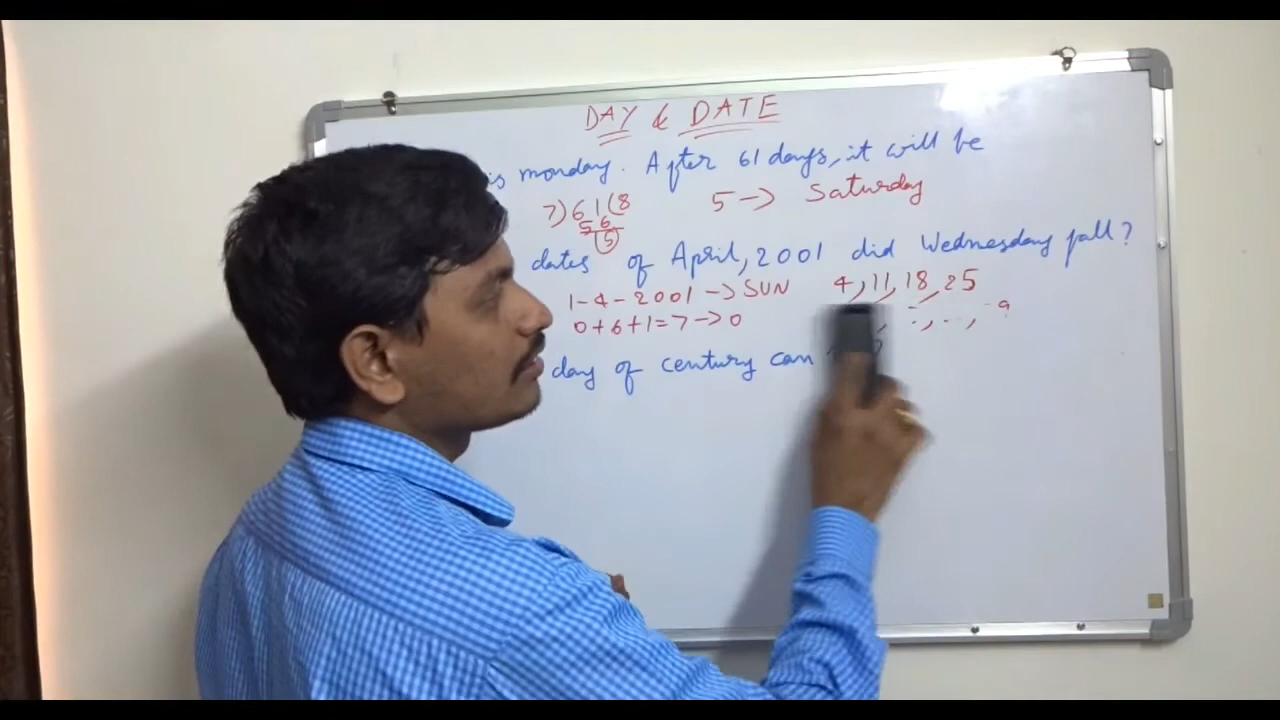 DAY & DATE
is monday. After 61 days, it will be
7)61(8
56
5
5 -> Saturday
dates of April, 2001 did Wednesday fall?
1-4-2001 -> SUN
0+6+1=7 -> 0
4, 11, 18, 25
day of century can